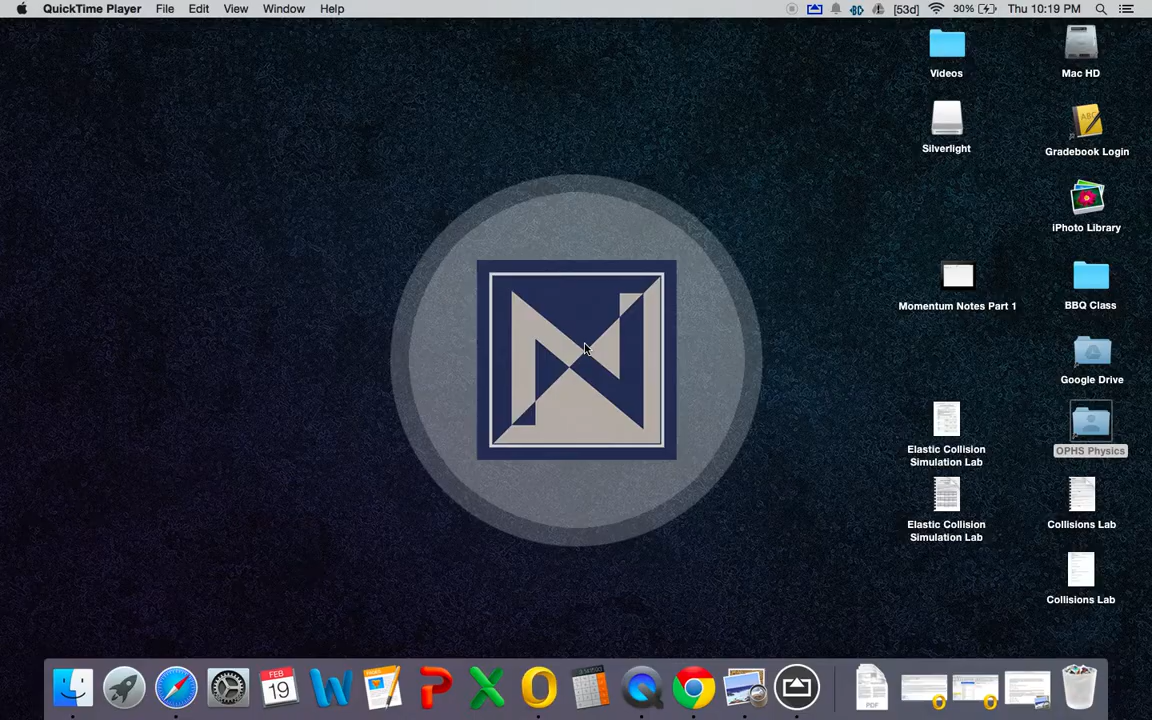 QuickTime Player File Edit View Window Help [53d] 30% Thu 10:19 PM
Videos
Mac HD
Silverlight
Gradebook Login
iPhoto Library
Momentum Notes Part 1
BBQ Class
Google Drive
Elastic Collision
Simulation Lab
OPHS Physics
Elastic Collision
Simulation Lab
Collisions Lab
Collisions Lab
FEB
19
PDF